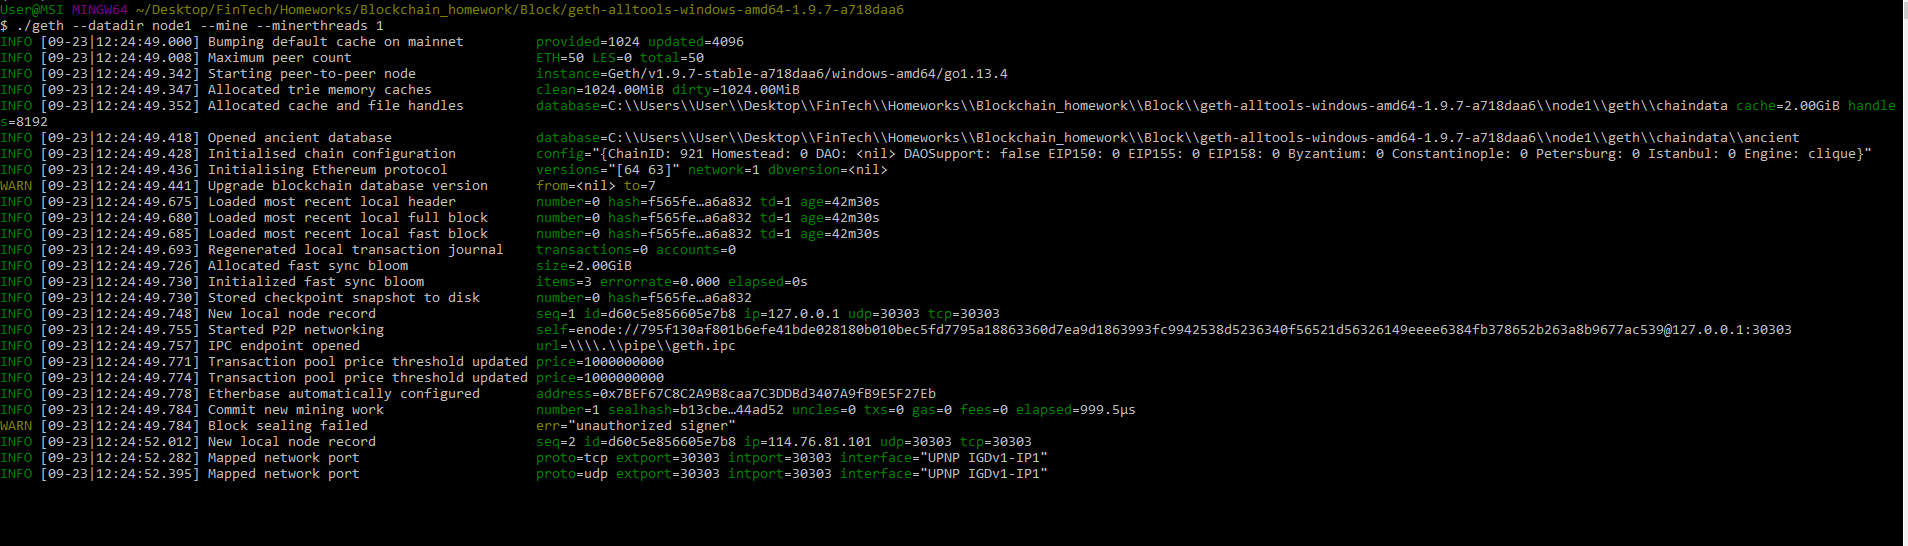 User@MSI MINGW64 ~/Desktop/FinTech/Homeworks/Blockchain_homework/Block/geth-alltools-windows-amd64-1.9.7-a718daa6
$ ./geth --datadir node1 --mine --minerthreads 1
INFO [09-23|12:24:49.000] Bumping default cache on mainnet         provided=1024 updated=4096
INFO [09-23|12:24:49.008] Maximum peer count                       ETH=50 LES=0 total=50
INFO [09-23|12:24:49.342] Starting peer-to-peer node               instance=Geth/v1.9.7-stable-a718daa6/windows-amd64/go1.13.4
INFO [09-23|12:24:49.347] Allocated trie memory caches             clean=1024.00MiB dirty=1024.00MiB
INFO [09-23|12:24:49.352] Allocated cache and file handles         database=C:\\Users\\User\\Desktop\\FinTech\\Homeworks\\Blockchain_homework\\Block\\geth-alltools-windows-amd64-1.9.7-a718daa6\\node1\\geth\\chaindata cache=2.00GiB handle
s=8192
INFO [09-23|12:24:49.418] Opened ancient database                  database=C:\\Users\\User\\Desktop\\FinTech\\Homeworks\\Blockchain_homework\\Block\\geth-alltools-windows-amd64-1.9.7-a718daa6\\node1\\geth\\chaindata\\ancient
INFO [09-23|12:24:49.428] Initialised chain configuration          config="{ChainID: 921 Homestead: 0 DAO: <nil> DAOSupport: false EIP150: 0 EIP155: 0 EIP158: 0 Byzantium: 0 Constantinople: 0 Petersburg: 0 Istanbul: 0 Engine: clique}"
INFO [09-23|12:24:49.436] Initialising Ethereum protocol           versions="[64 63]" network=1 dbversion=<nil>
WARN [09-23|12:24:49.441] Upgrade blockchain database version      from=<nil> to=7
INFO [09-23|12:24:49.675] Loaded most recent local header          number=0 hash=f565fe…a6a832 td=1 age=42m30s
INFO [09-23|12:24:49.680] Loaded most recent local full block      number=0 hash=f565fe…a6a832 td=1 age=42m30s
INFO [09-23|12:24:49.685] Loaded most recent local fast block      number=0 hash=f565fe…a6a832 td=1 age=42m30s
INFO [09-23|12:24:49.693] Regenerated local transaction journal    transactions=0 accounts=0
INFO [09-23|12:24:49.726] Allocated fast sync bloom                size=2.00GiB
INFO [09-23|12:24:49.730] Initialized fast sync bloom              items=3 errorrate=0.000 elapsed=0s
INFO [09-23|12:24:49.730] Stored checkpoint snapshot to disk       number=0 hash=f565fe…a6a832
INFO [09-23|12:24:49.748] New local node record                    seq=1 id=d60c5e856605e7b8 ip=127.0.0.1 udp=30303 tcp=30303
INFO [09-23|12:24:49.755] Started P2P networking                   self=enode://795f130af801b6efe41bde028180b010bec5fd7795a18863360d7ea9d1863993fc9942538d5236340f56521d56326149eeee6384fb378652b263a8b9677ac539@127.0.0.1:30303
INFO [09-23|12:24:49.757] IPC endpoint opened                      url=\\\\.\\pipe\\geth.ipc
INFO [09-23|12:24:49.771] Transaction pool price threshold updated price=1000000000
INFO [09-23|12:24:49.774] Transaction pool price threshold updated price=1000000000
INFO [09-23|12:24:49.778] Etherbase automatically configured       address=0x7BEF67C8C2A9B8caa7C3DDBd3407A9fB9E5F27Eb
INFO [09-23|12:24:49.784] Commit new mining work                   number=1 sealhash=b13cbe…44ad52 uncles=0 txs=0 gas=0 fees=0 elapsed=999.5µs
WARN [09-23|12:24:49.784] Block sealing failed                     err="unauthorized signer"
INFO [09-23|12:24:52.012] New local node record                    seq=2 id=d60c5e856605e7b8 ip=114.76.81.101 udp=30303 tcp=30303
INFO [09-23|12:24:52.282] Mapped network port                      proto=tcp extport=30303 intport=30303 interface="UPNP IGDv1-IP1"
INFO [09-23|12:24:52.395] Mapped network port                      proto=udp extport=30303 intport=30303 interface="UPNP IGDv1-IP1"